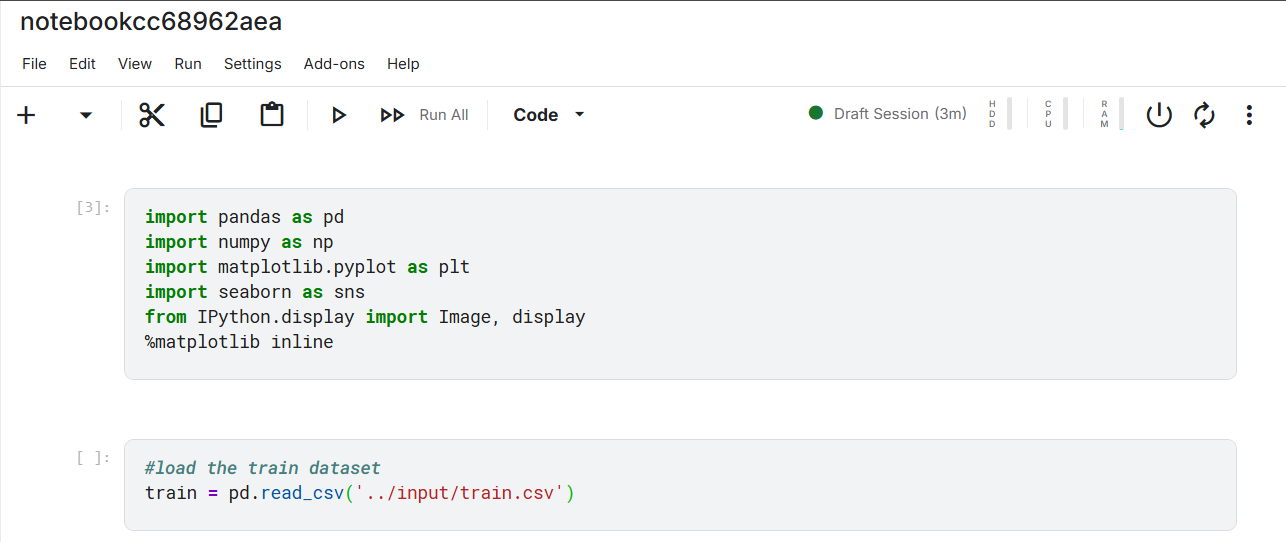 notebookcc68962aea
File Edit View Run Settings Add-ons Help
Run All Code Draft Session (3m) HDD CPU RAM
[3]:
import pandas as pd
import numpy as np
import matplotlib.pyplot as plt
import seaborn as sns
from IPython.display import Image, display
%matplotlib inline
[ ]:
#load the train dataset
train = pd.read_csv('../input/train.csv')